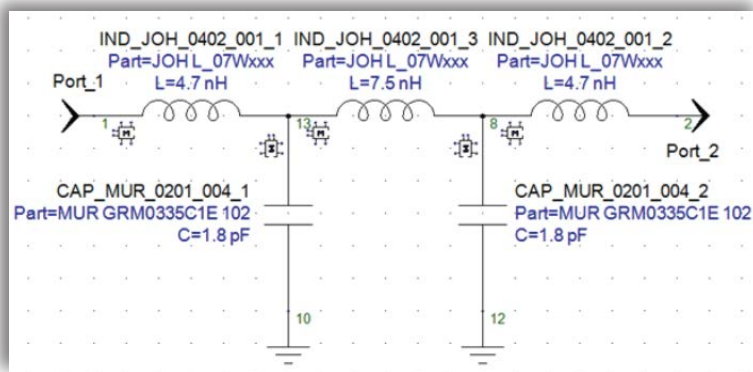 IND_JOH_0402_001_1 IND_JOH_0402_001_3 IND_JOH_0402_001_2
Part=JOH L_07Wxxx Part=JOH L_07Wxxx Part=JOH L_07Wxxx
L=4.7 nH L=7.5 nH L=4.7 nH
Port_1
1 13 8 2
M M M
Port_2
CAP_MUR_0201_004_1 CAP_MUR_0201_004_2
Part=MUR GRM0335C1E 102 Part=MUR GRM0335C1E 102
C=1.8 pF C=1.8 pF
10 12